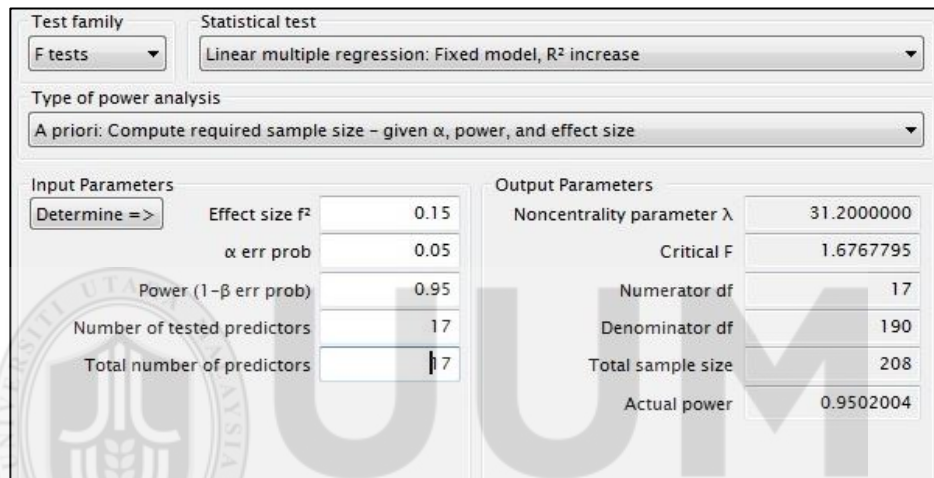 Test family
Statistical test
F tests
Linear multiple regression: Fixed model, R² increase
Type of power analysis
A priori: Compute required sample size – given α, power, and effect size
Input Parameters
Determine =>
Effect size f² 0.15
α err prob 0.05
Power (1-β err prob) 0.95
Number of tested predictors 17
Total number of predictors 17
Output Parameters
Noncentrality parameter λ 31.2000000
Critical F 1.6767795
Numerator df 17
Denominator df 190
Total sample size 208
Actual power 0.9502004
UUM